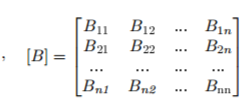 , [B] = [B₁₁ B₁₂ ... B₁ₙ
B₂₁ B₂₂ ... B₂ₙ
... ... ... ...
Bₙ₁ Bₙ₂ ... Bₙₙ]